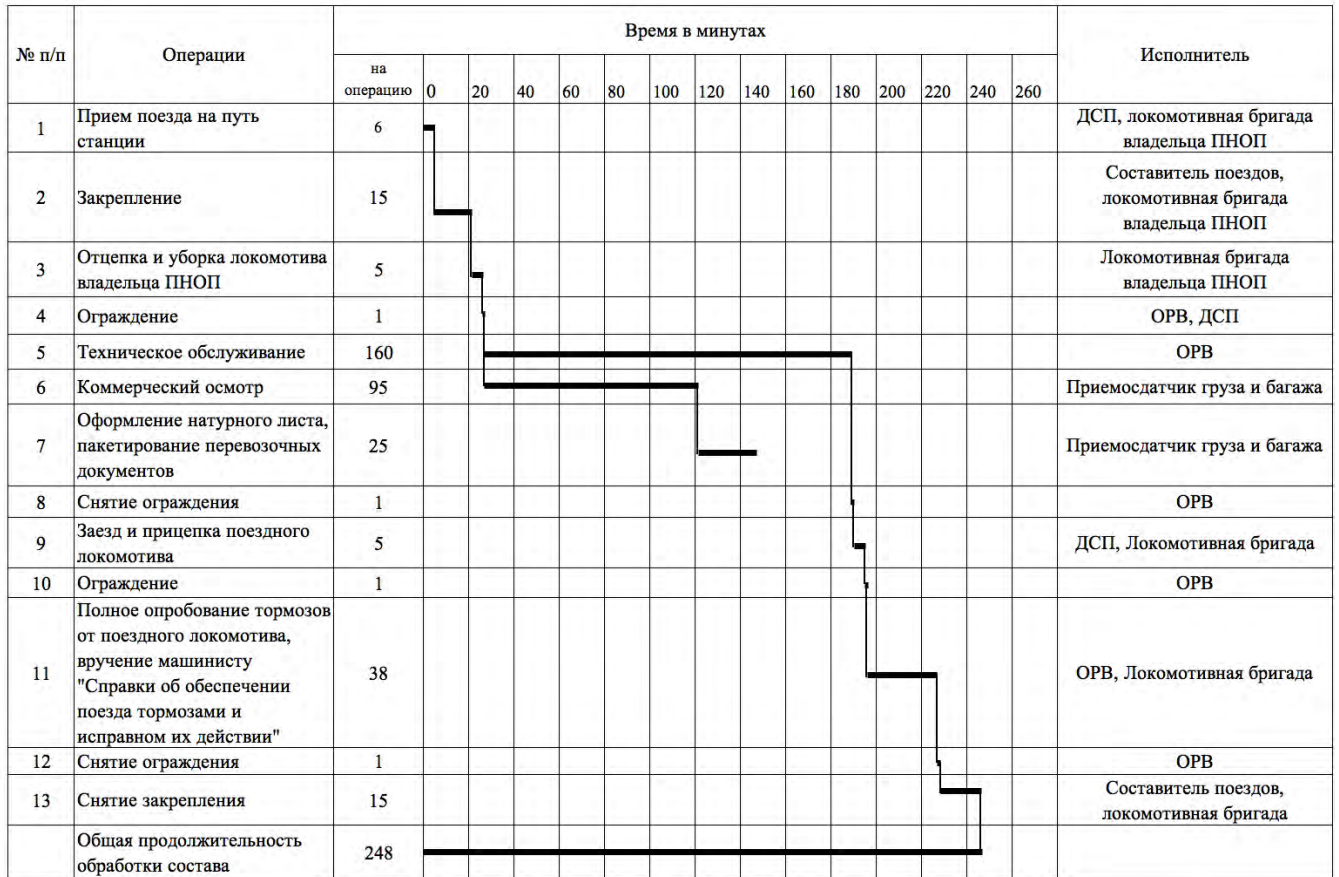 № п/п
Операции
Время в минутах
Исполнитель
на
операцию
0 20 40 60 80 100 120 140 160 180 200 220 240 260
1
Прием поезда на путь
станции
6
ДСП, локомотивная бригада
владельца ПНОП
2
Закрепление
15
Составитель поездов,
локомотивная бригада
владельца ПНОП
3
Отцепка и уборка локомотива
владельца ПНОП
5
Локомотивная бригада
владельца ПНОП
4
Ограждение
1
ОРВ, ДСП
5
Техническое обслуживание
160
ОРВ
6
Коммерческий осмотр
95
Приемосдатчик груза и багажа
7
Оформление натурного листа,
пакетирование перевозочных
документов
25
Приемосдатчик груза и багажа
8
Снятие ограждения
1
ОРВ
9
Заезд и прицепка поездного
локомотива
5
ДСП, Локомотивная бригада
10
Ограждение
1
ОРВ
11
Полное опробование тормозов
от поездного локомотива,
вручение машинисту
"Справки об обеспечении
поезда тормозами и
исправном их действии"
38
ОРВ, Локомотивная бригада
12
Снятие ограждения
1
ОРВ
13
Снятие закрепления
15
Составитель поездов,
локомотивная бригада
Общая продолжительность
обработки состава
248